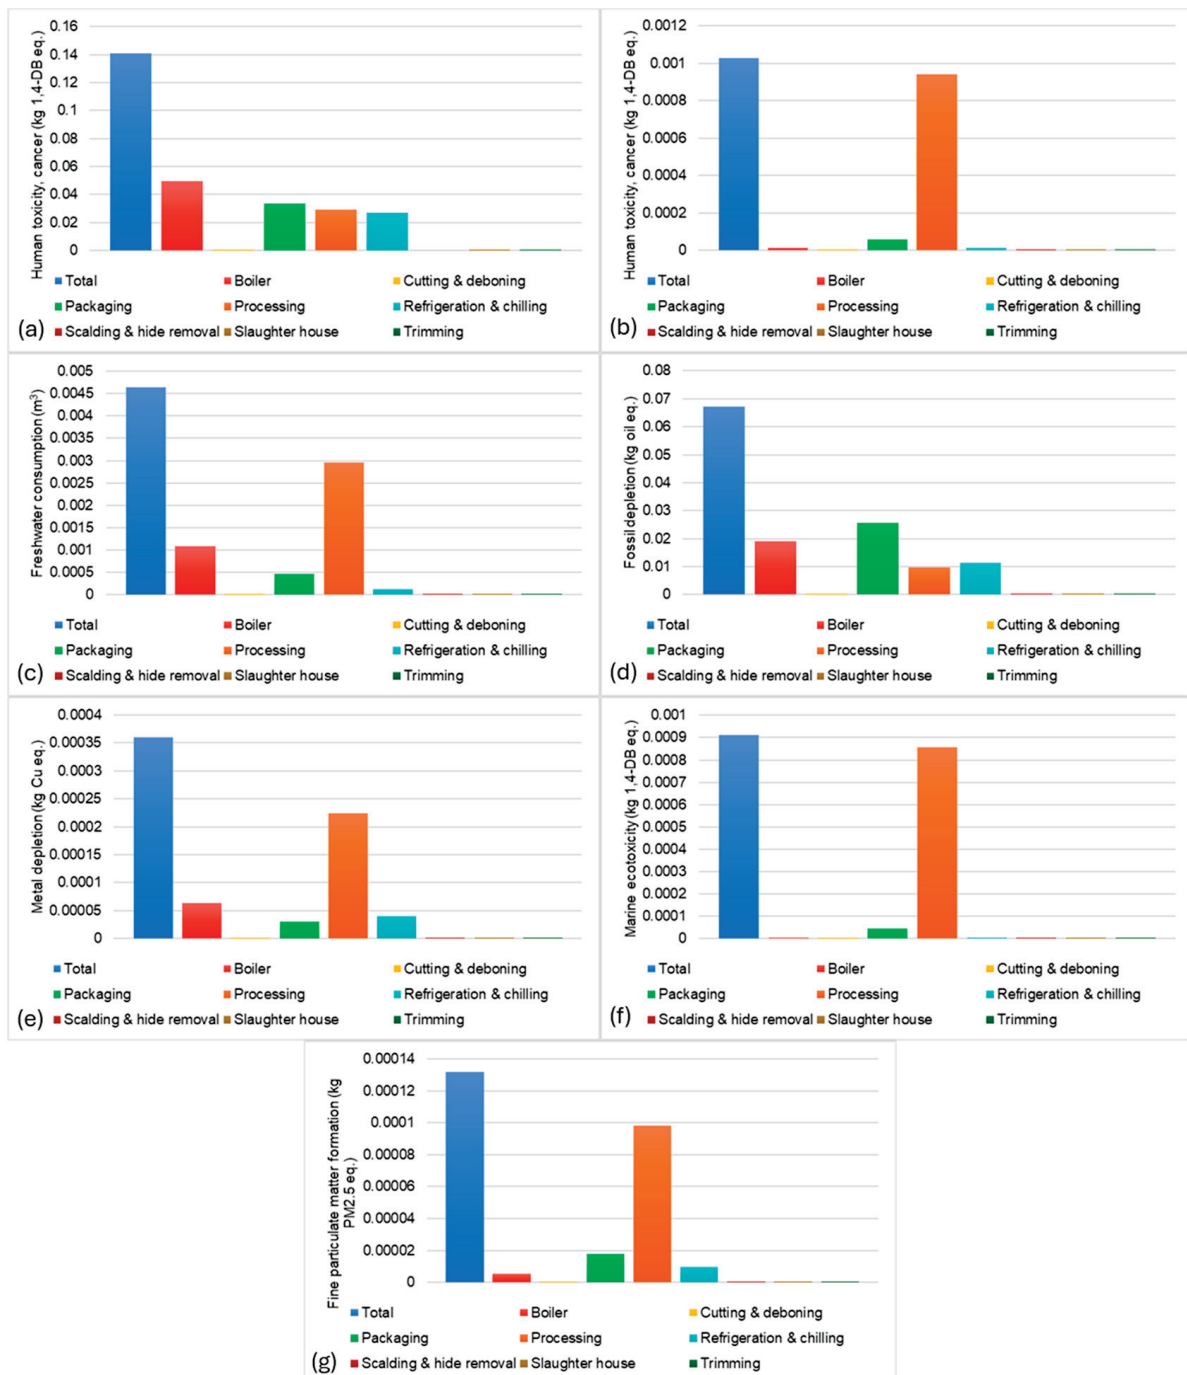 Human toxicity, cancer (kg 1,4-DB eq.)
0.16
0.14
0.12
0.1
0.08
0.06
0.04
0.02
0
Total
Boiler
Cutting & deboning
Packaging
Processing
Refrigeration & chilling
Scalding & hide removal
Slaughter house
Trimming
(a)
Human toxicity, cancer (kg 1,4-DB eq.)
0.0012
0.001
0.0008
0.0006
0.0004
0.0002
0
Total
Boiler
Cutting & deboning
Packaging
Processing
Refrigeration & chilling
Scalding & hide removal
Slaughter house
Trimming
(b)
Freshwater consumption (m³)
0.005
0.0045
0.004
0.0035
0.003
0.0025
0.002
0.0015
0.001
0.0005
0
Total
Boiler
Cutting & deboning
Packaging
Processing
Refrigeration & chilling
Scalding & hide removal
Slaughter house
Trimming
(c)
Fossil depletion (kg oil eq.)
0.08
0.07
0.06
0.05
0.04
0.03
0.02
0.01
0
Total
Boiler
Cutting & deboning
Packaging
Processing
Refrigeration & chilling
Scalding & hide removal
Slaughter house
Trimming
(d)
Metal depletion (kg Cu eq.)
0.0004
0.00035
0.0003
0.00025
0.0002
0.00015
0.0001
0.00005
0
Total
Boiler
Cutting & deboning
Packaging
Processing
Refrigeration & chilling
Scalding & hide removal
Slaughter house
Trimming
(e)
Marine ecotoxicity (kg 1,4-DB eq.)
0.001
0.0009
0.0008
0.0007
0.0006
0.0005
0.0004
0.0003
0.0002
0.0001
0
Total
Boiler
Cutting & deboning
Packaging
Processing
Refrigeration & chilling
Scalding & hide removal
Slaughter house
Trimming
(f)
Fine particulate matter formation (kg
PM2.5 eq.)
0.00014
0.00012
0.0001
0.00008
0.00006
0.00004
0.00002
0
Total
Boiler
Cutting & deboning
Packaging
Processing
Refrigeration & chilling
Scalding & hide removal
Slaughter house
Trimming
(g)